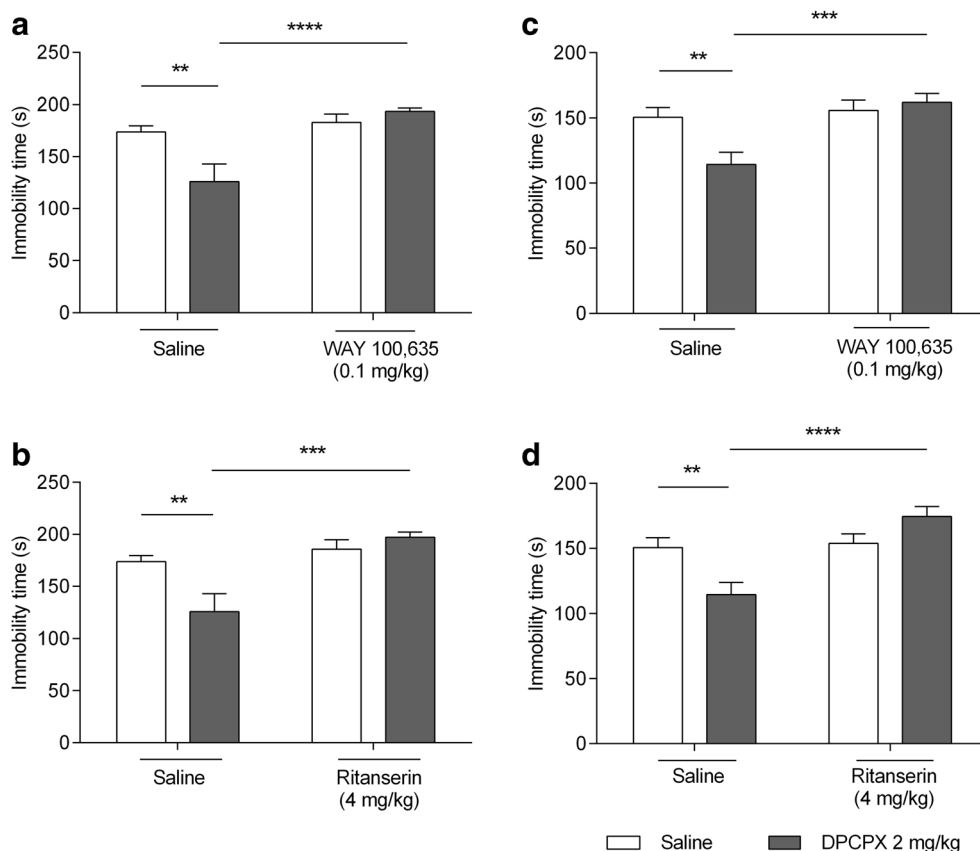 a
****
**
250
200
150
100
50
0
Immobility time (s)
Saline
WAY 100,635
(0.1 mg/kg)
c
***
**
200
150
100
50
0
Immobility time (s)
Saline
WAY 100,635
(0.1 mg/kg)
b
***
**
250
200
150
100
50
0
Immobility time (s)
Saline
Ritanserin
(4 mg/kg)
d
****
**
200
150
100
50
0
Immobility time (s)
Saline
Ritanserin
(4 mg/kg)
Saline
DPCPX 2 mg/kg